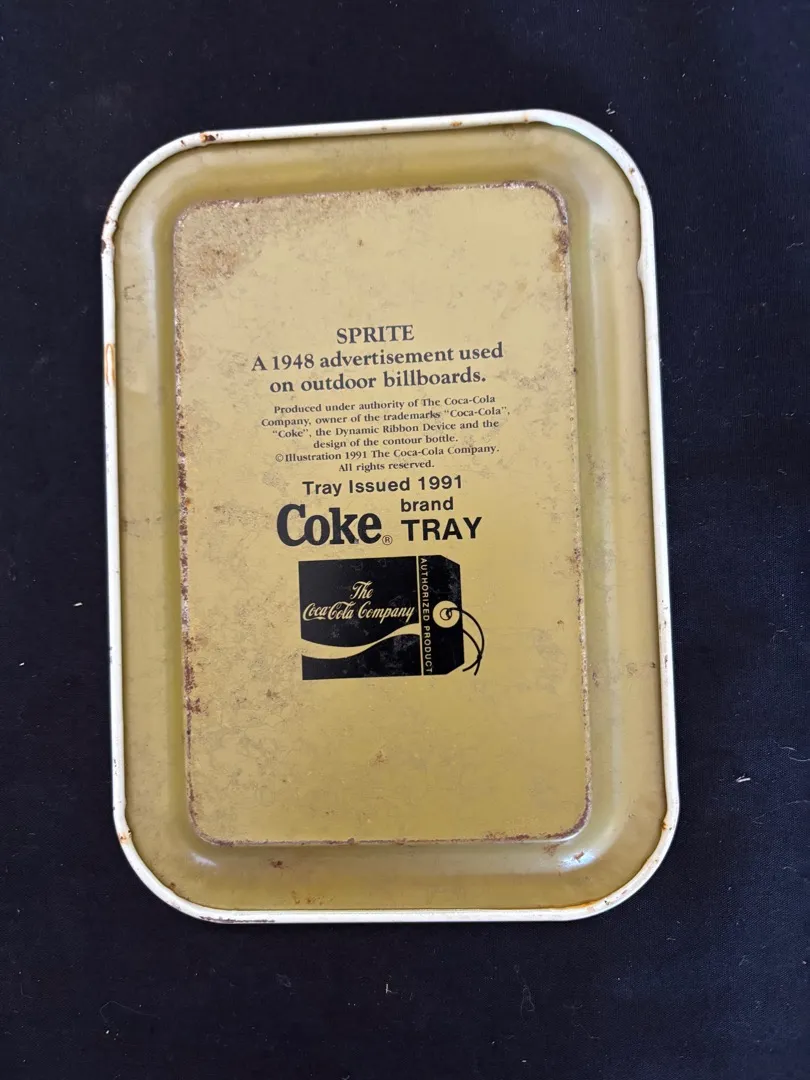 SPRITE
A 1948 advertisement used
on outdoor billboards.
Produced under authority of The Coca-Cola
Company, owner of the trademarks "Coca-Cola",
"Coke", the Dynamic Ribbon Device and the
design of the contour bottle.
©Illustration 1991 The Coca-Cola Company.
All rights reserved.
Tray Issued 1991
Coke® brand TRAY
The
Coca-Cola Company
AUTHORIZED PRODUCT